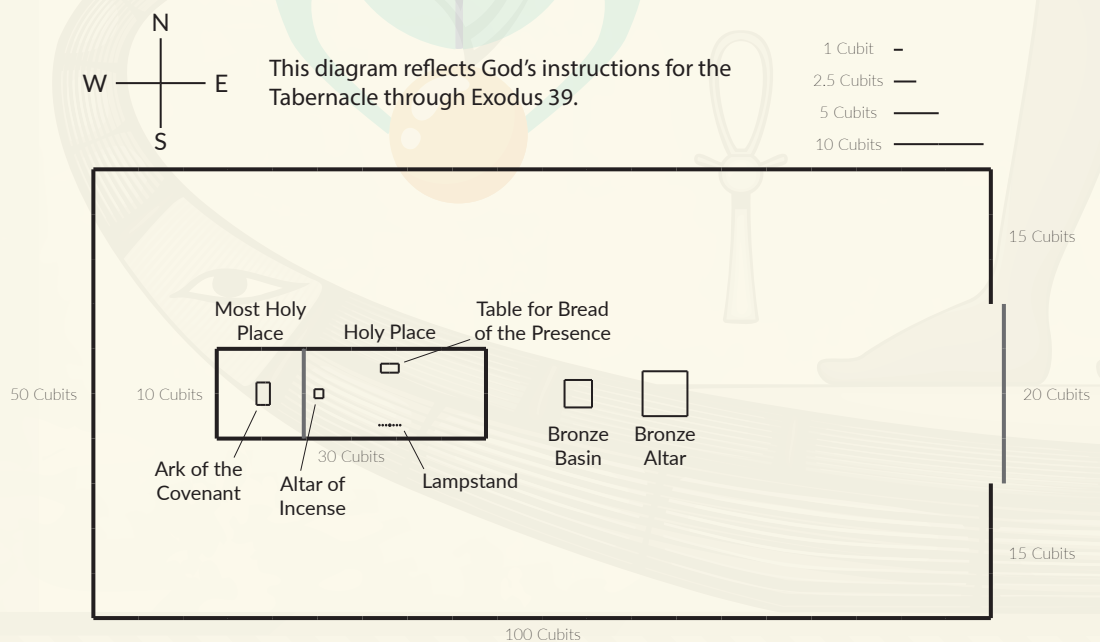 N
W
E
S
This diagram reflects God's instructions for the
Tabernacle through Exodus 39.
1 Cubit
2.5 Cubits
5 Cubits
10 Cubits
15 Cubits
Most Holy
Place
Holy Place
Table for Bread
of the Presence
50 Cubits
10 Cubits
20 Cubits
Bronze
Basin
Bronze
Altar
30 Cubits
Ark of the
Covenant
Altar of
Incense
Lampstand
15 Cubits
100 Cubits